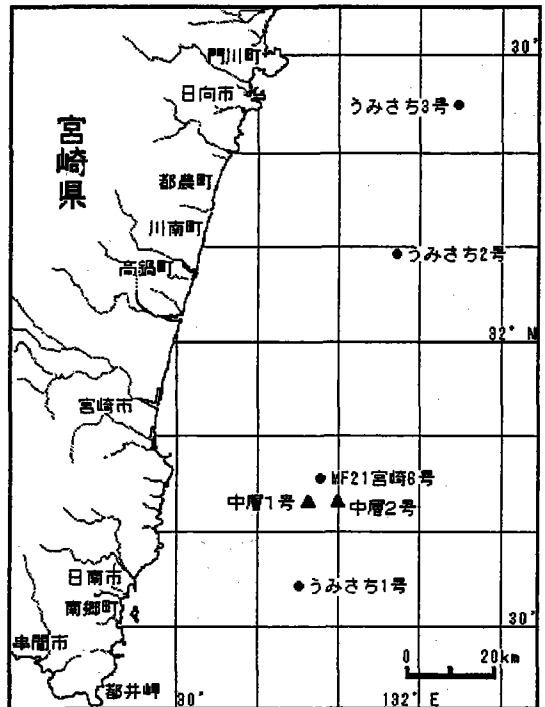 30'
門川町
日向市
うみさち3号
宮崎県
都農町
川南町
高鍋町
うみさち2号
32° N
宮崎市
MF21宮崎6号
中層1号
中層2号
日南市
うみさち1号
南郷町
30'
串間市
0 20km
都井岬
30'
132° E